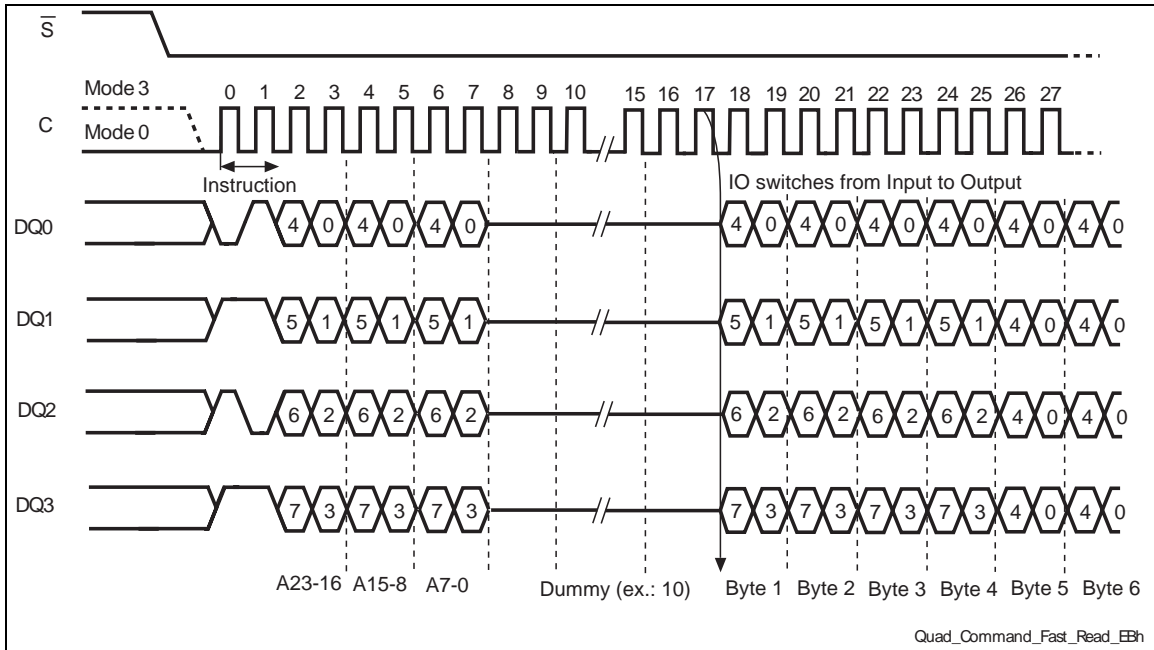 S
Mode 3
0 1 2 3 4 5 6 7 8 9 10 15 16 17 18 19 20 21 22 23 24 25 26 27
C
Mode 0
Instruction
IO switches from Input to Output
DQ0 4 0 4 0 4 0 4 0 4 0 4 0 4 0 4 0 4 0
DQ1 5 1 5 1 5 1 5 1 5 1 5 1 5 1 4 0 4 0
DQ2 6 2 6 2 6 2 6 2 6 2 6 2 6 2 4 0 4 0
DQ3 7 3 7 3 7 3 7 3 7 3 7 3 7 3 4 0 4 0
A23-16 A15-8 A7-0 Dummy (ex.: 10) Byte 1 Byte 2 Byte 3 Byte 4 Byte 5 Byte 6
Quad_Command_Fast_Read_EBh